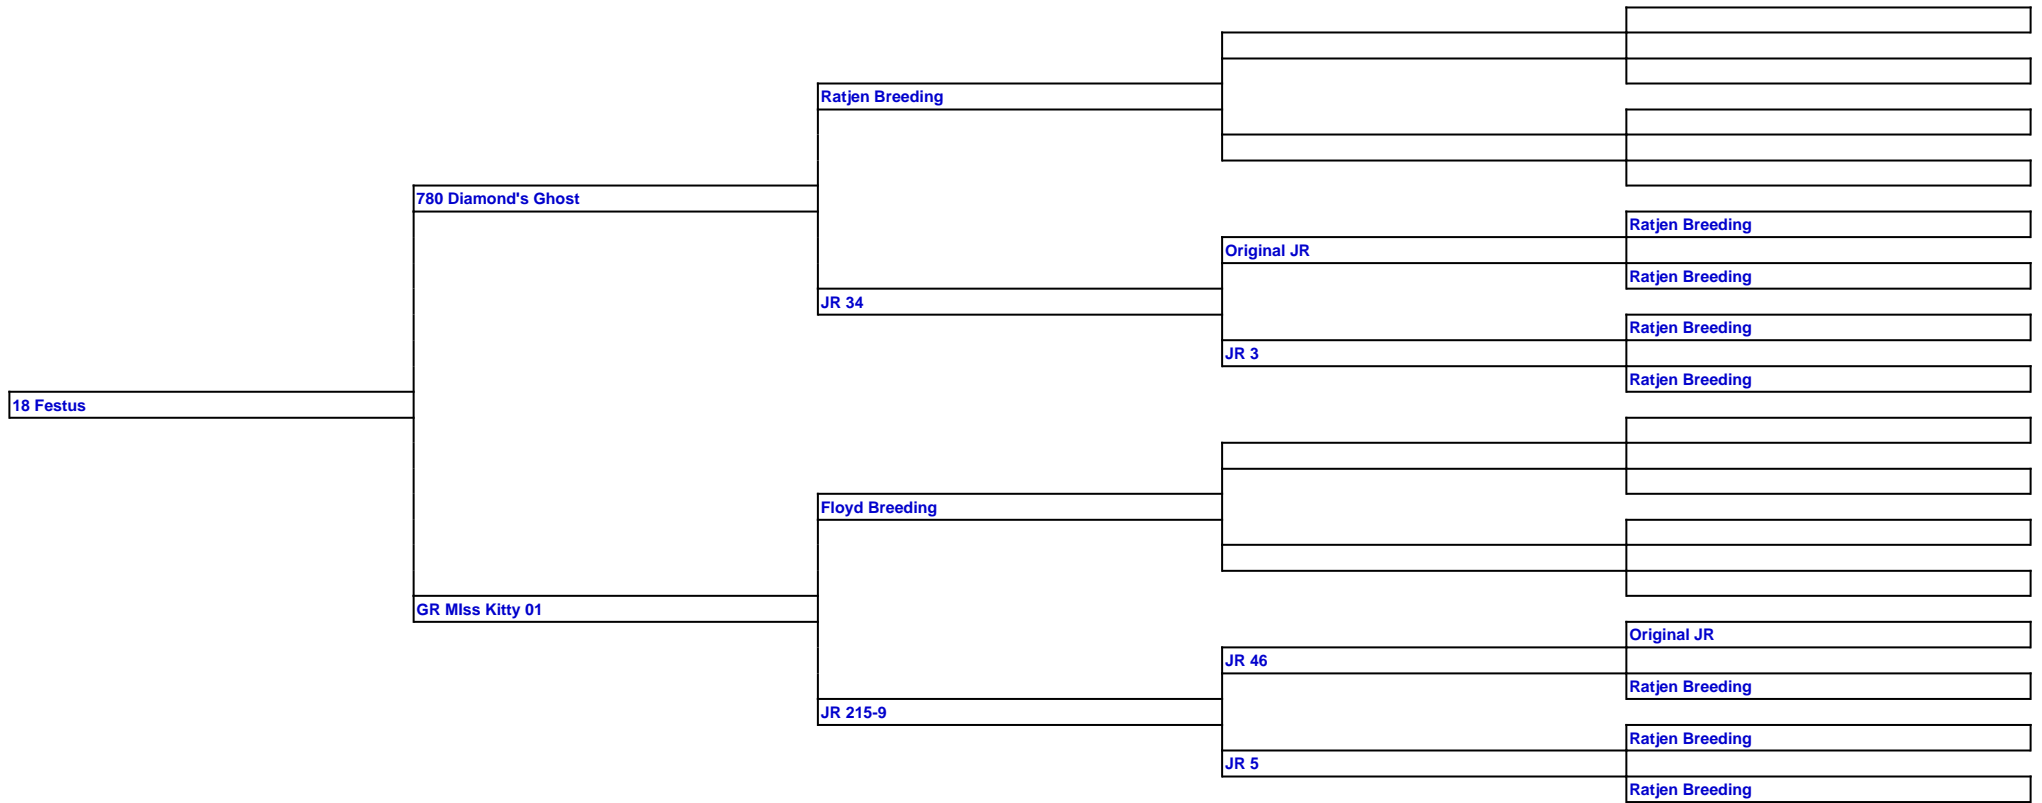 Ratjen Breeding
780 Diamond's Ghost
Ratjen Breeding
Original JR
Ratjen Breeding
JR 34
Ratjen Breeding
JR 3
Ratjen Breeding
18 Festus
Floyd Breeding
GR MIss Kitty 01
Original JR
JR 46
Ratjen Breeding
JR 215-9
Ratjen Breeding
JR 5
Ratjen Breeding